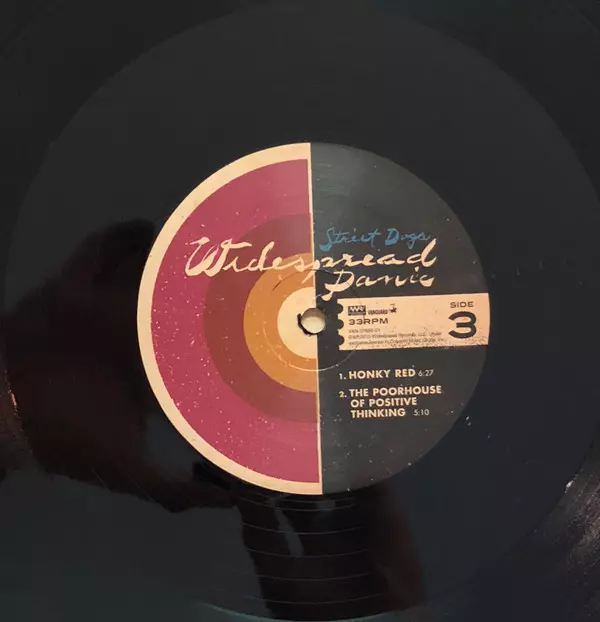 Street Dogs
Widespread
Panic
SIDE
3
VANGUARD
33RPM
1. HONKY RED 6:27
2. THE POORHOUSE
OF POSITIVE
THINKING 5:10